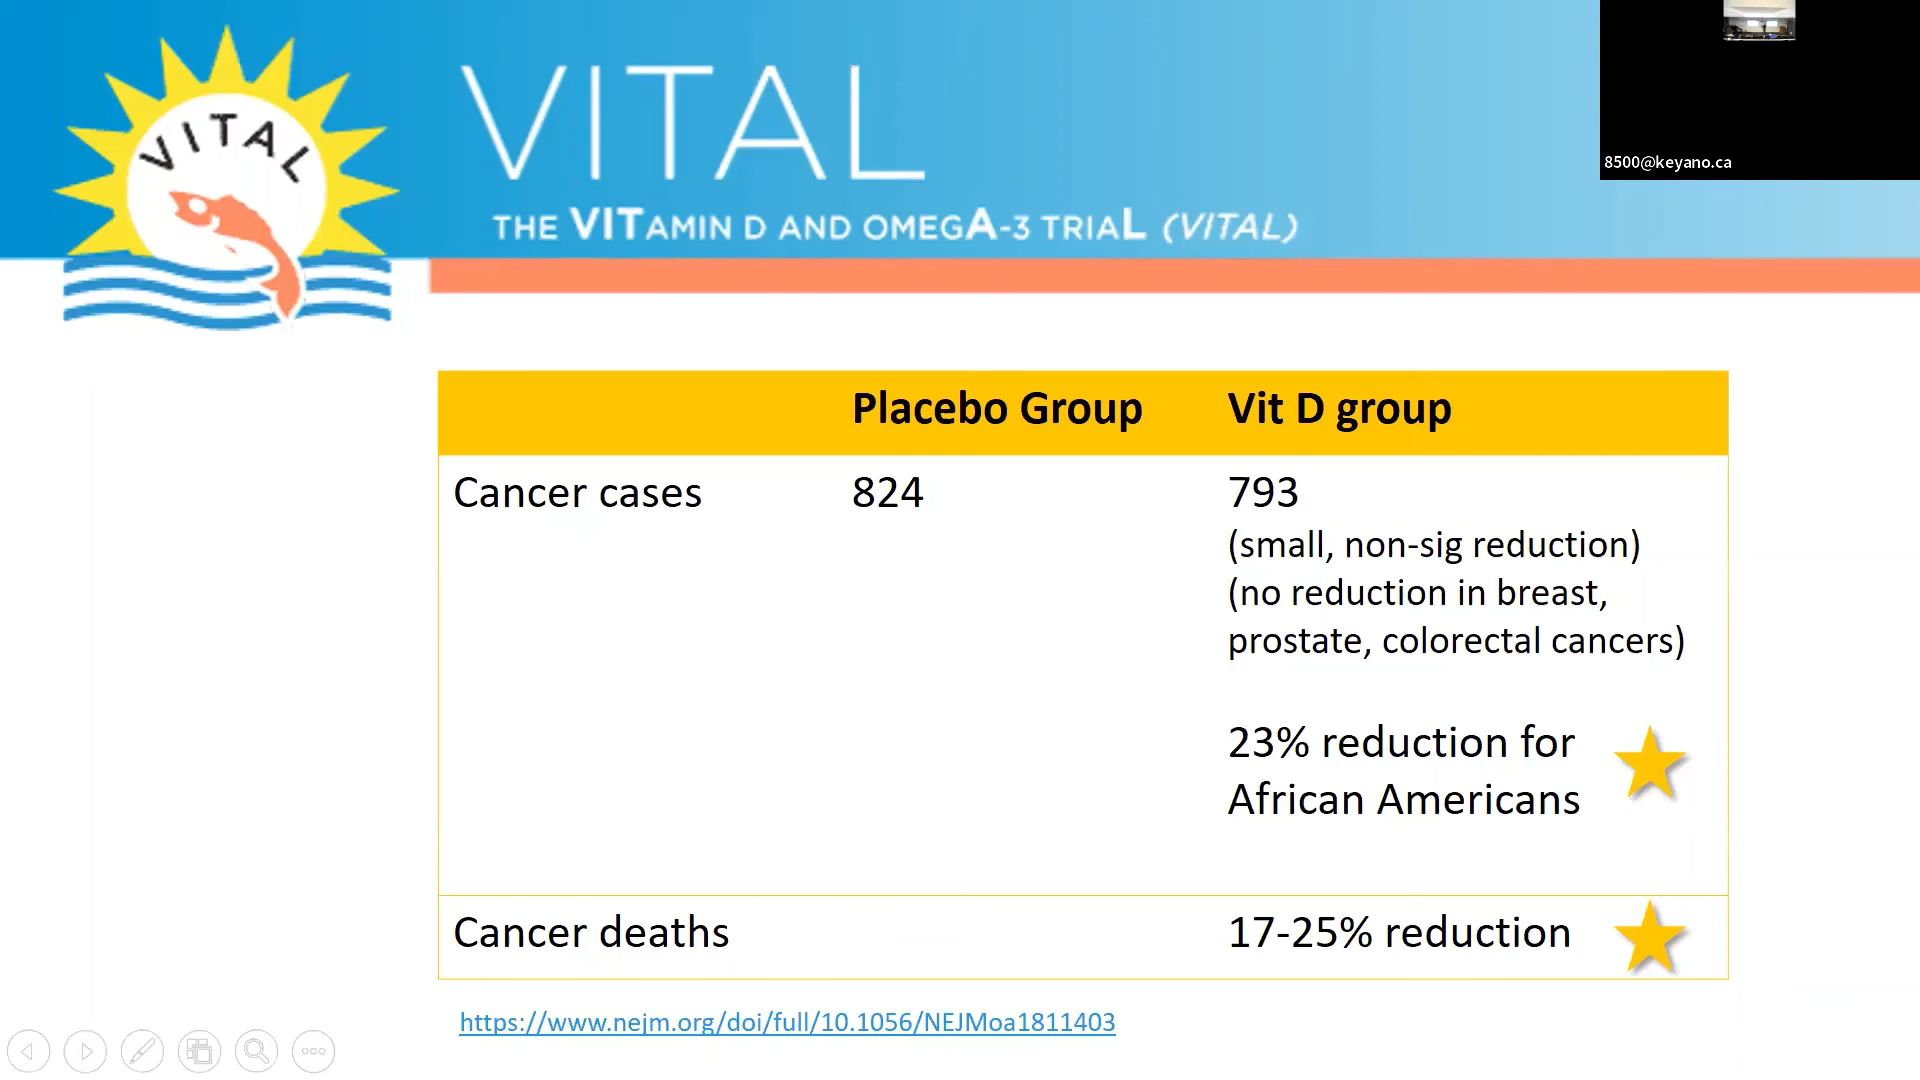 VITAL
VITAL
THE VITAMIN D AND OMEGA-3 TRIAL (VITAL)
8500@keyano.ca
Placebo Group Vit D group
Cancer cases 824 793
(small, non-sig reduction)
(no reduction in breast,
prostate, colorectal cancers)
23% reduction for
African Americans
Cancer deaths 17-25% reduction
https://www.nejm.org/doi/full/10.1056/NEJMoa1811403